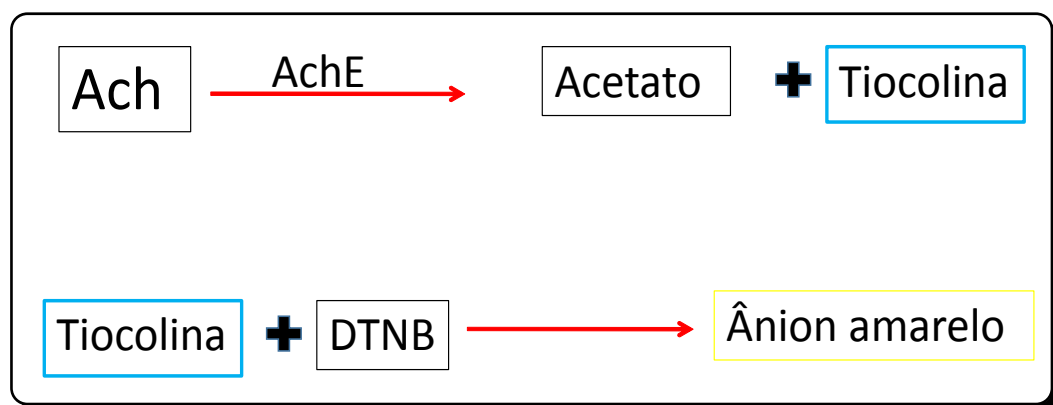 Ach AchE Acetato + Tiocolina
Tiocolina + DTNB Ânion amarelo